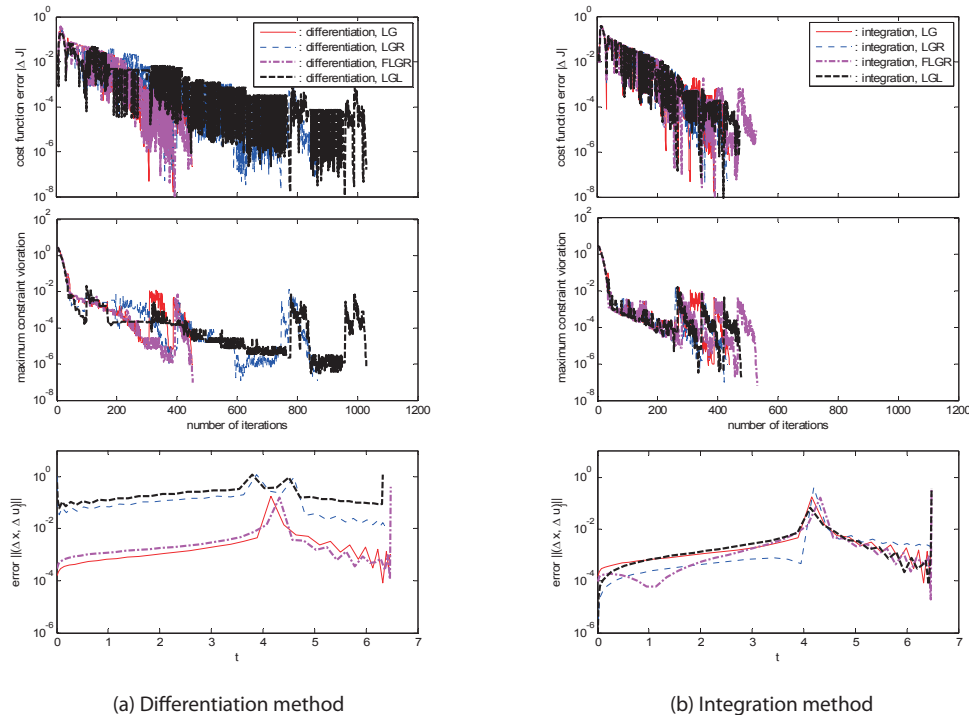 cost function error |Δ J|
10^0
10^-2
10^-4
10^-6
10^-8
: differentiation, LG
: differentiation, LGR
: differentiation, FLGR
: differentiation, LGL
maximum constraint vioration
10^2
10^0
10^-2
10^-4
10^-6
10^-8
0 200 400 600 800 1000 1200
number of iterations
error ||(Δ x, Δ u)||
10^0
10^-2
10^-4
10^-6
0 1 2 3 4 5 6 7
t
(a) Differentiation method
cost function error |Δ J|
10^0
10^-2
10^-4
10^-6
10^-8
: integration, LG
: integration, LGR
: integration, FLGR
: integration, LGL
maximum constraint vioration
10^2
10^0
10^-2
10^-4
10^-6
10^-8
0 200 400 600 800 1000 1200
number of iterations
error ||(Δ x, Δ u)||
10^0
10^-2
10^-4
10^-6
0 1 2 3 4 5 6 7
t
(b) Integration method